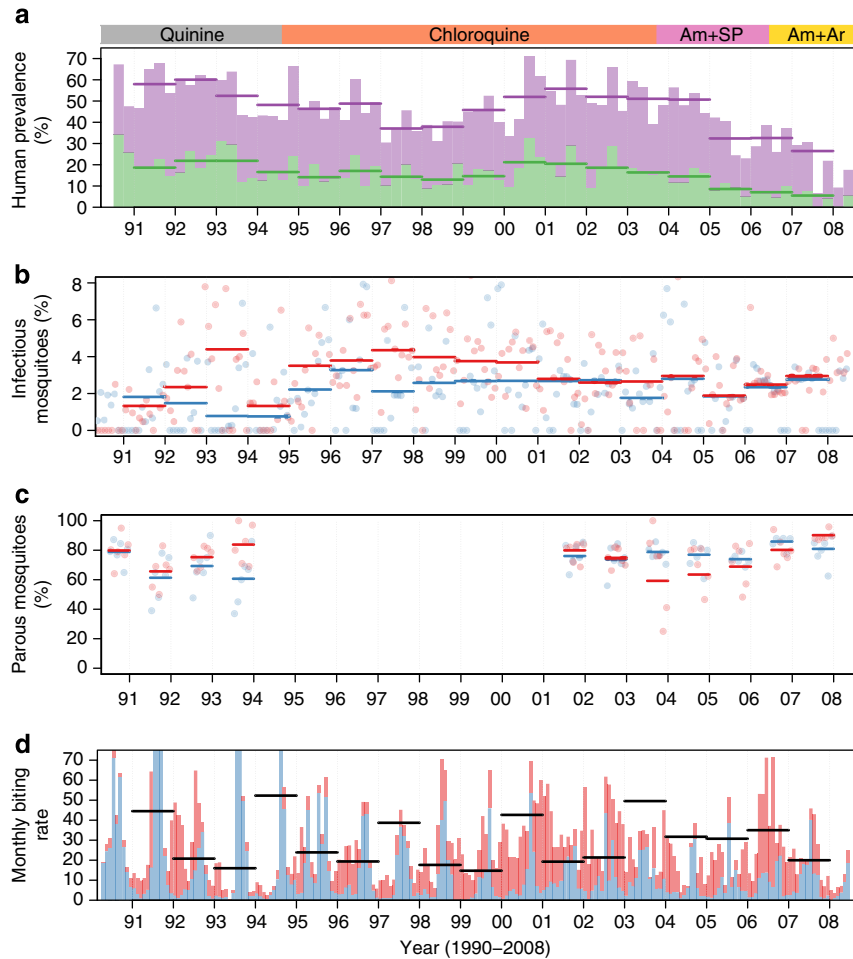 a
Quinine Chloroquine Am+SP Am+Ar
Human prevalence
(%)
70
60
50
40
30
20
10
0
91 92 93 94 95 96 97 98 99 00 01 02 03 04 05 06 07 08
b
Infectious
mosquitoes (%)
8
6
4
2
0
91 92 93 94 95 96 97 98 99 00 01 02 03 04 05 06 07 08
c
Parous mosquitoes
(%)
100
80
60
40
20
0
91 92 93 94 95 96 97 98 99 00 01 02 03 04 05 06 07 08
d
Monthly biting
rate
70
60
50
40
30
20
10
0
91 92 93 94 95 96 97 98 99 00 01 02 03 04 05 06 07 08
Year (1990–2008)